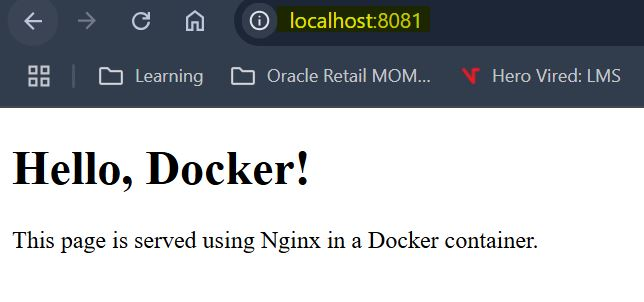 localhost:8081
Learning Oracle Retail MOM... Hero Vired: LMS
Hello, Docker!
This page is served using Nginx in a Docker container.